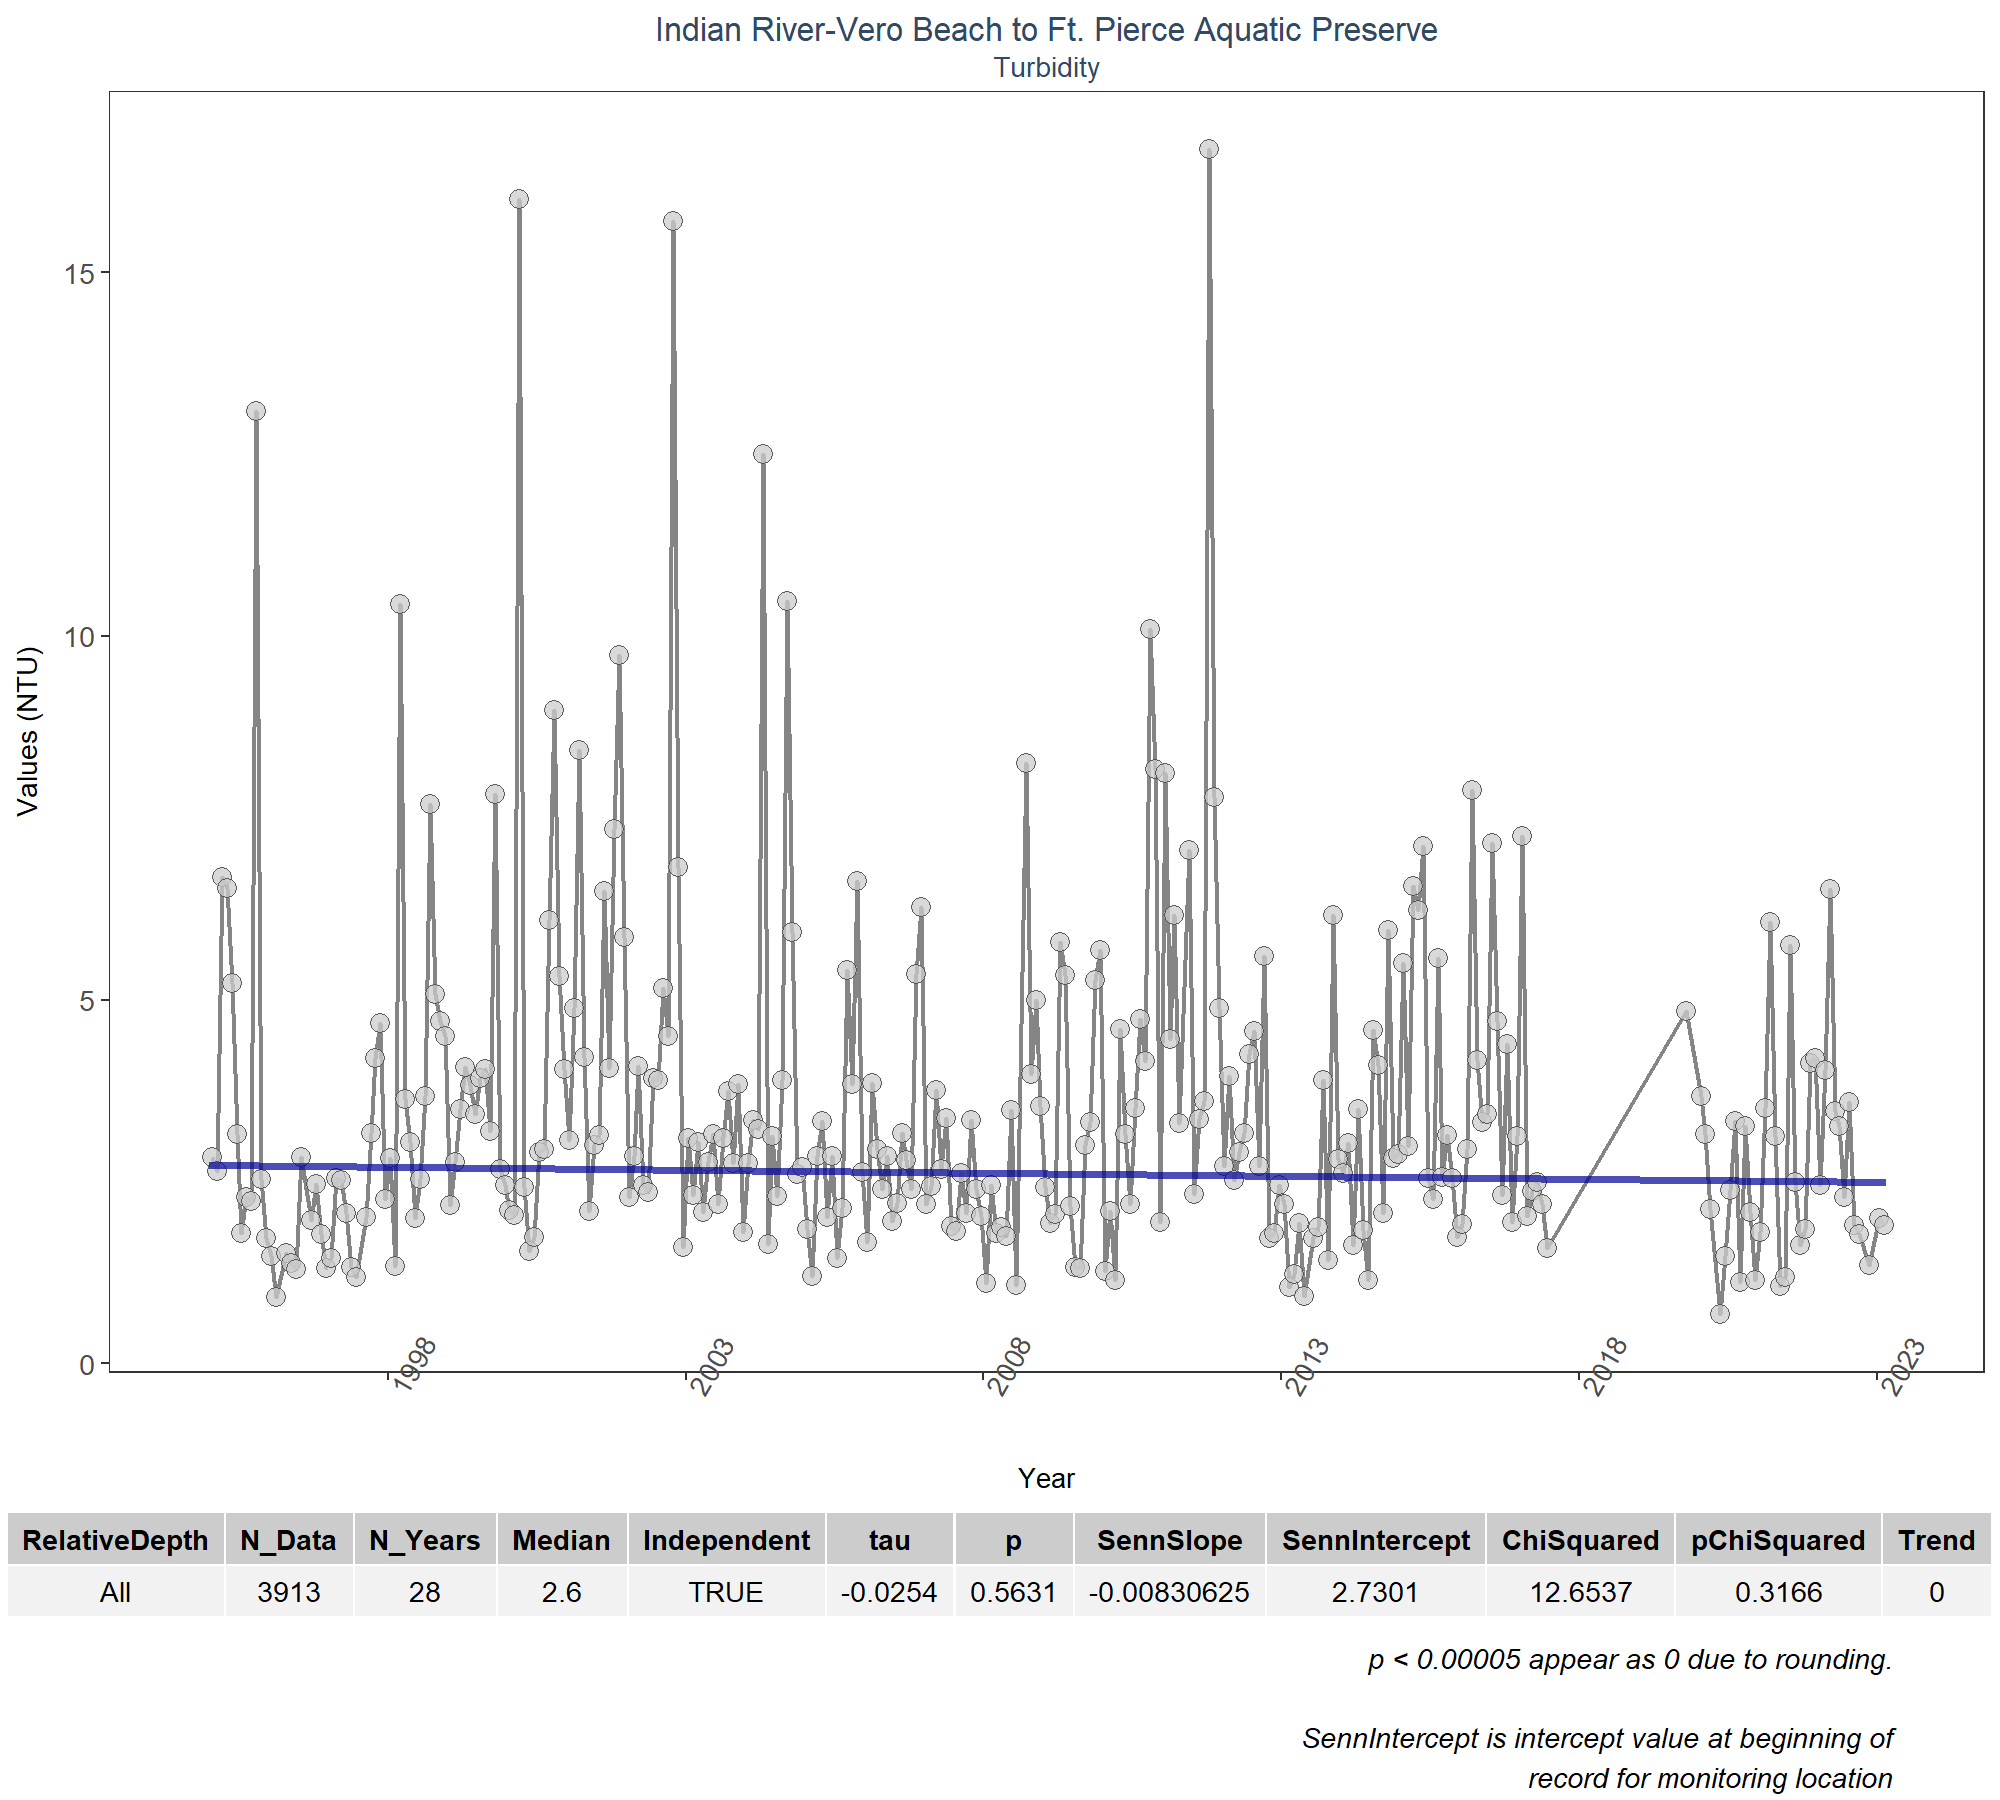 Indian River-Vero Beach to Ft. Pierce Aquatic Preserve
Turbidity
Values (NTU)
15
10
5
0
1998
2003
2008
2013
2018
2023
Year
RelativeDepth N_Data N_Years Median Independent tau p SennSlope SennIntercept ChiSquared pChiSquared Trend
All 3913 28 2.6 TRUE -0.0254 0.5631 -0.00830625 2.7301 12.6537 0.3166 0
p < 0.00005 appear as 0 due to rounding.
SennIntercept is intercept value at beginning of
record for monitoring location